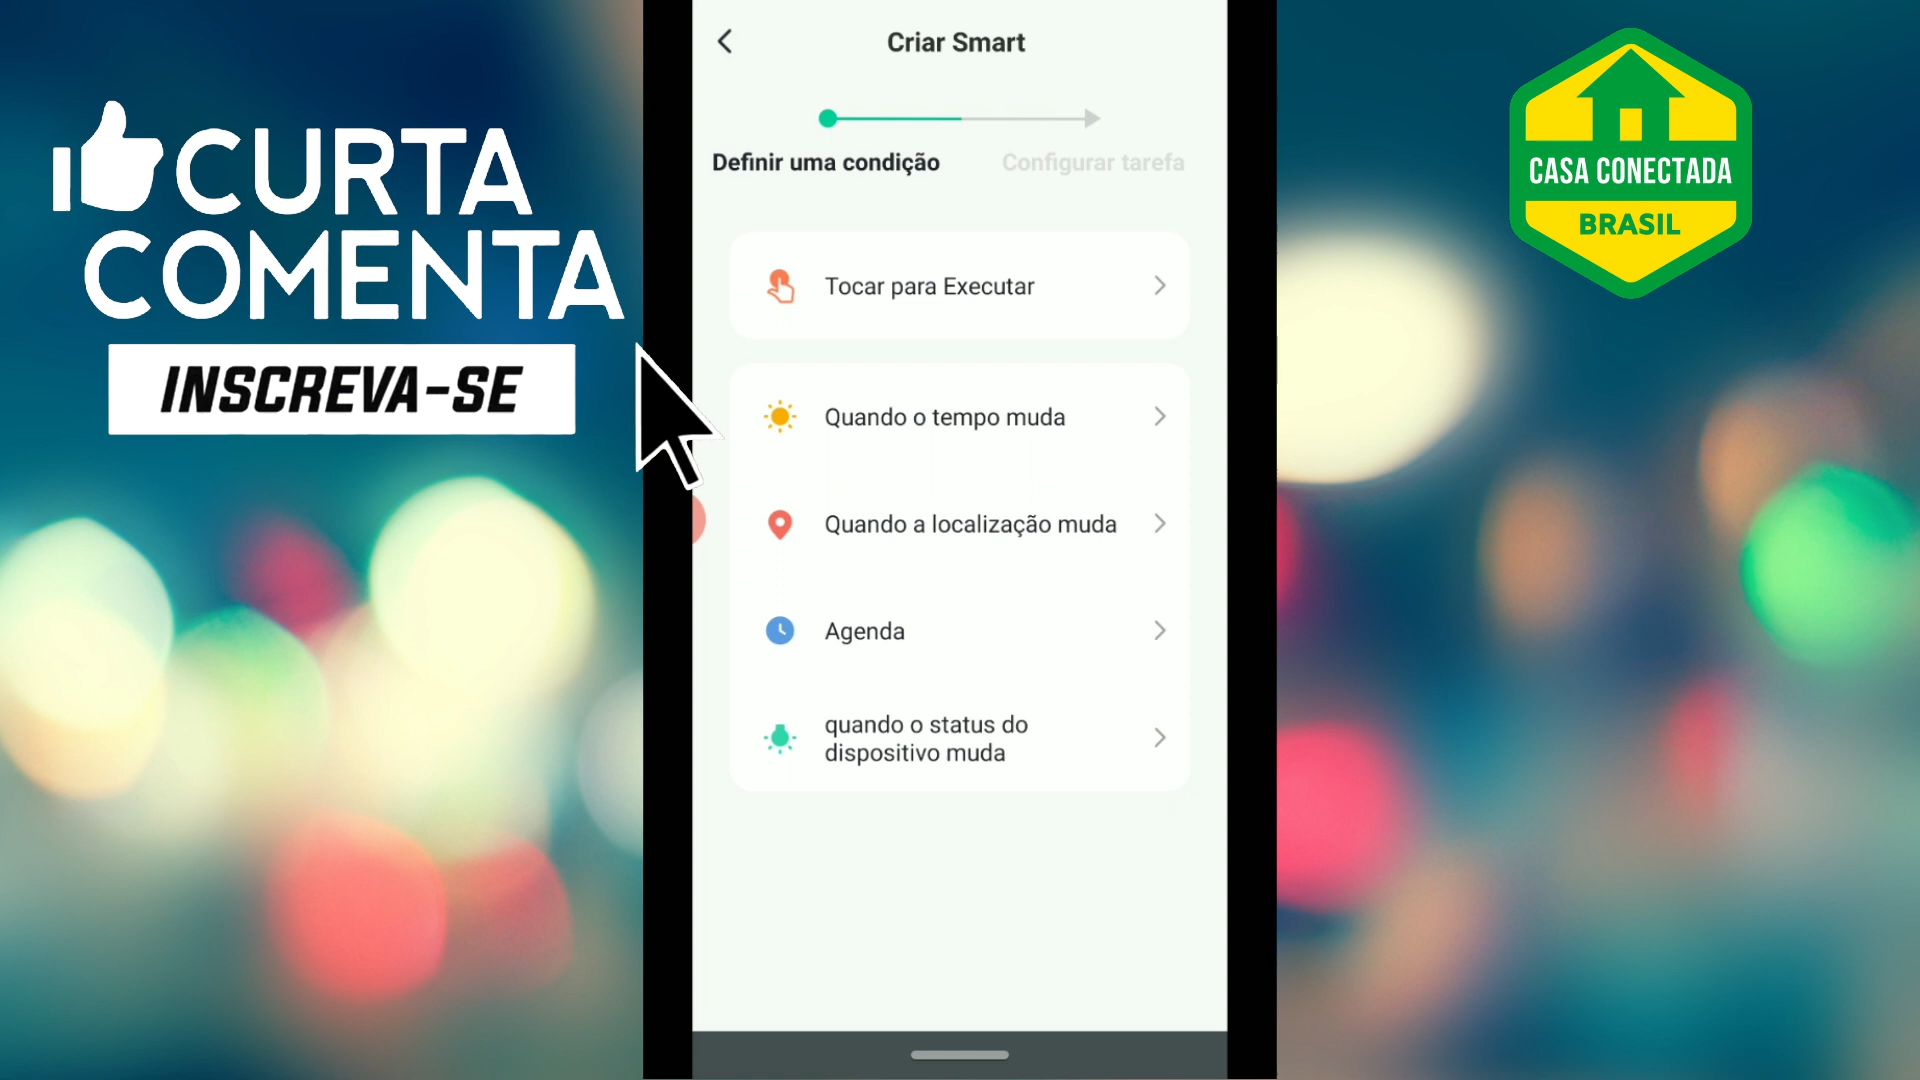 CURTA
COMENTA
INSCREVA-SE
Criar Smart
Definir uma condição
Configurar tarefa
Tocar para Executar
Quando o tempo muda
Quando a localização muda
Agenda
quando o status do
dispositivo muda
CASA CONECTADA
BRASIL